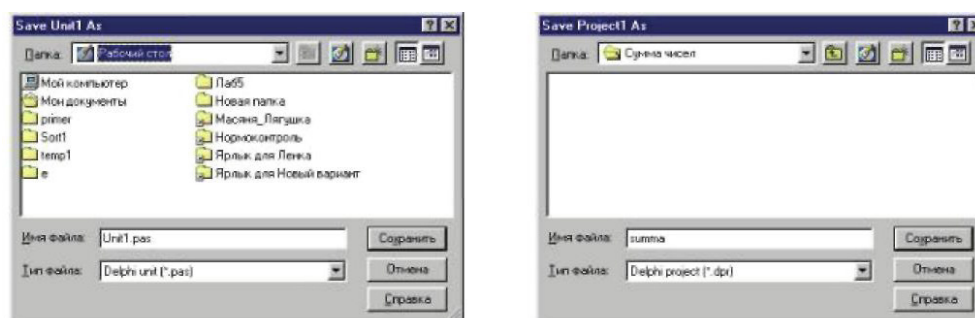 Save Unit1 As
Папка: Рабочий стол
Мой компьютер
Мои документы
primer
Sort1
temp1
e
Лаб5
Новая папка
Масяня_Лягушка
Нормоконтроль
Ярлык для Ленка
Ярлык для Новый вариант
Имя файла: Unit1.pas
Сохранить
Тип файла: Delphi unit (*.pas)
Отмена
Справка
Save Project1 As
Папка: Сумма чисел
Имя файла: summa
Сохранить
Тип файла: Delphi project (*.dpr)
Отмена
Справка